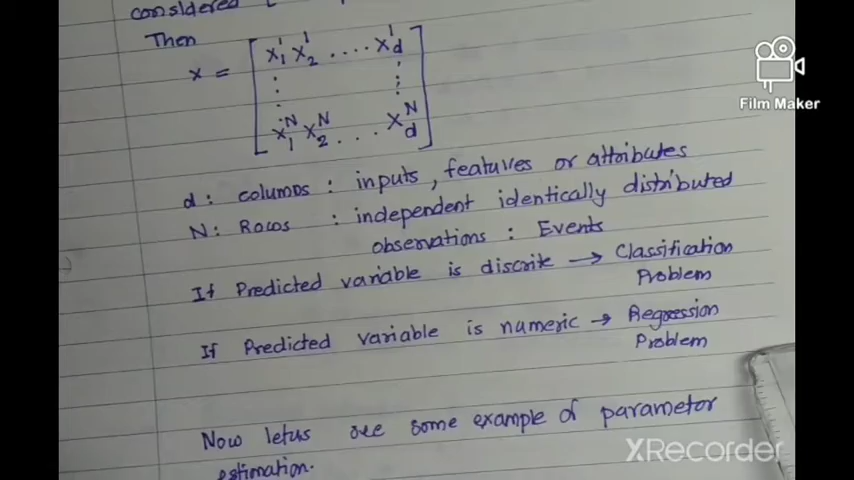 considered
Then
x = [ x₁¹ x₂¹ .... x_d¹
: :
x₁ᴺ x₂ᴺ ... x_dᴺ ]
Film Maker
d: columns : inputs, features or attributes
N: Rows : independent identically distributed
observations : Events
If Predicted variable is discrite → Classification
Problem
If Predicted variable is numeric → Regression
Problem
Now letus see some example of parametor
estimation.
XRecorder